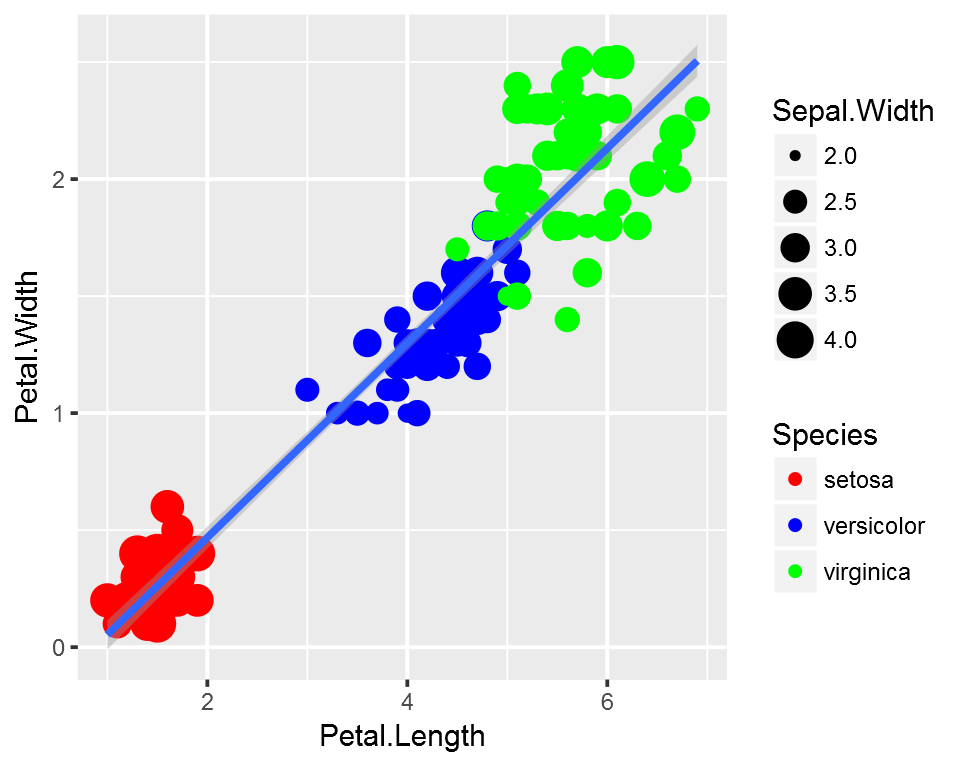 Petal.Width
2
1
0
2 4 6
Petal.Length
Sepal.Width
2.0
2.5
3.0
3.5
4.0
Species
setosa
versicolor
virginica